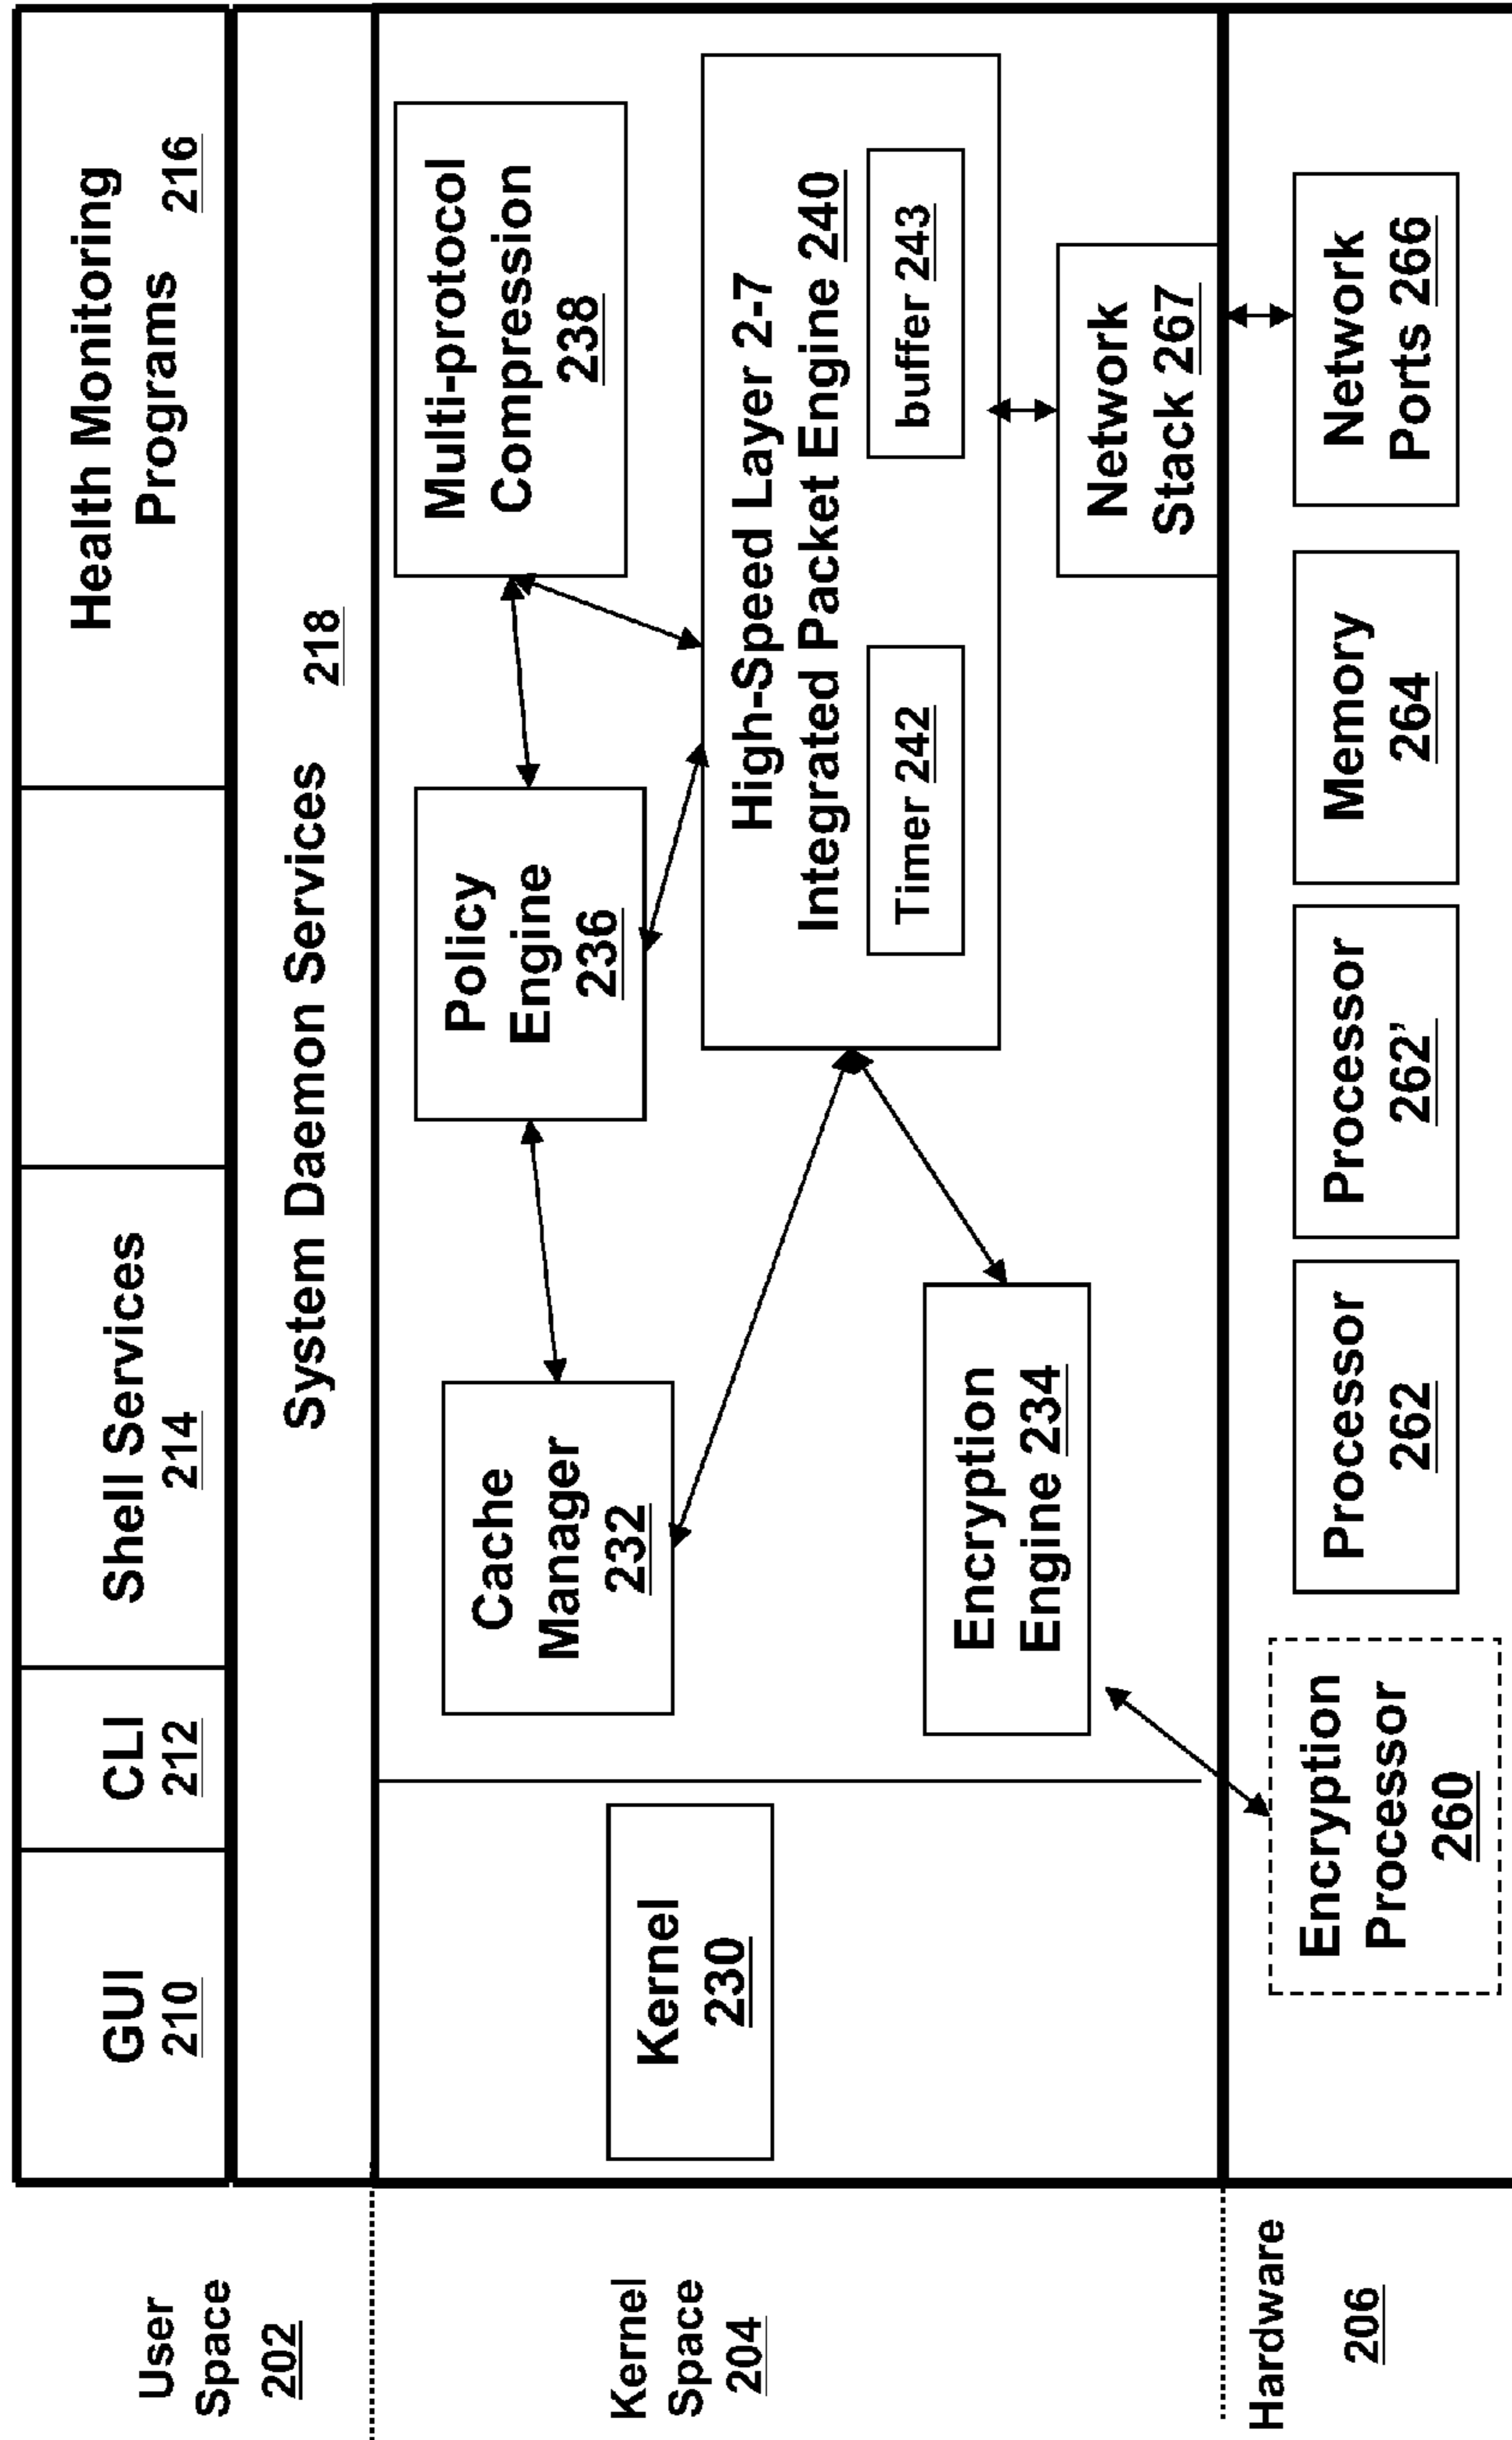 User
Space
202
GUI
210
CLI
212
Shell Services
214
Health Monitoring
Programs 216
System Daemon Services 218
Kernel
Space
204
Kernel
230
Cache
Manager
232
Policy
Engine
236
Multi-protocol
Compression
238
High-Speed Layer 2-7
Integrated Packet Engine 240
Timer 242
buffer 243
Encryption
Engine 234
Network
Stack 267
Hardware
206
Encryption
Processor
260
Processor
262
Processor
262’
Memory
264
Network
Ports 266